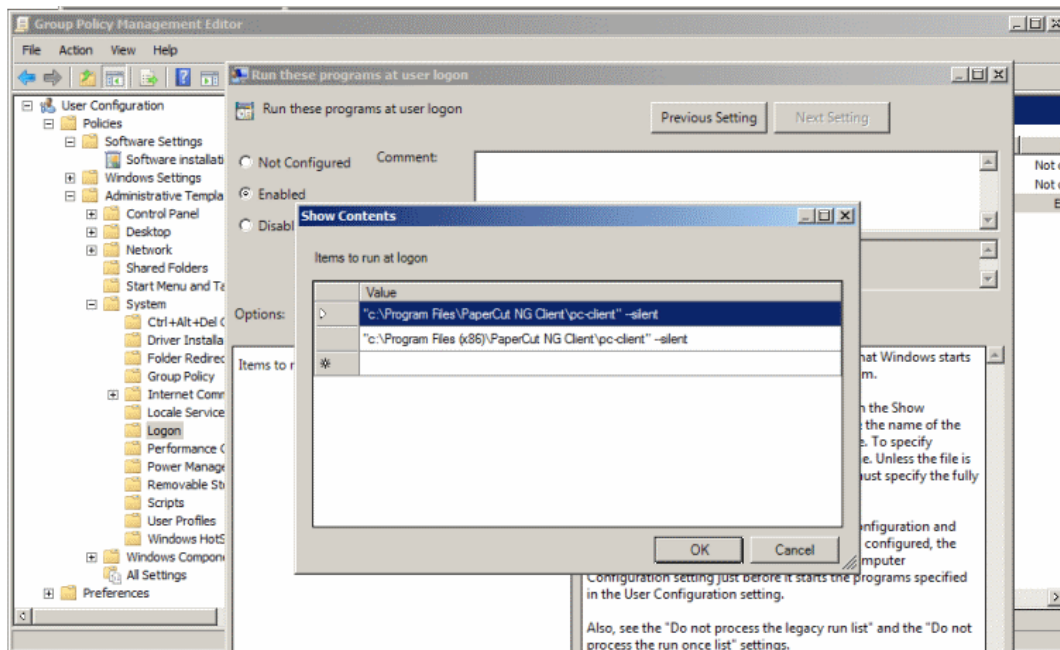 Group Policy Management Editor
File Action View Help
User Configuration
Policies
Software Settings
Software installati
Windows Settings
Administrative Templa
Control Panel
Desktop
Network
Shared Folders
Start Menu and Ta
System
Ctrl+Alt+Del
Driver Installa
Folder Redirec
Group Policy
Internet Comm
Locale Service
Logon
Performance
Power Manage
Removable Sto
Scripts
User Profiles
Windows HotS
Windows Compone
All Settings
Preferences
Run these programs at user logon
Run these programs at user logon
Previous Setting
Next Setting
Not Configured
Comment:
Enabled
Disabl
Options:
Items to r
Show Contents
Items to run at logon
Value
"c:\Program Files\PaperCut NG Client\pc-client" --silent
"c:\Program Files (x86)\PaperCut NG Client\pc-client" --silent
OK
Cancel
hat Windows starts
m.
the Show
the name of the
. To specify
e. Unless the file is
ust specify the fully
nfiguration and
configured, the
mputer
Configuration setting just before it starts the programs specified
in the User Configuration setting.
Also, see the "Do not process the legacy run list" and the "Do not
process the run once list" settings.
Not
Not
E